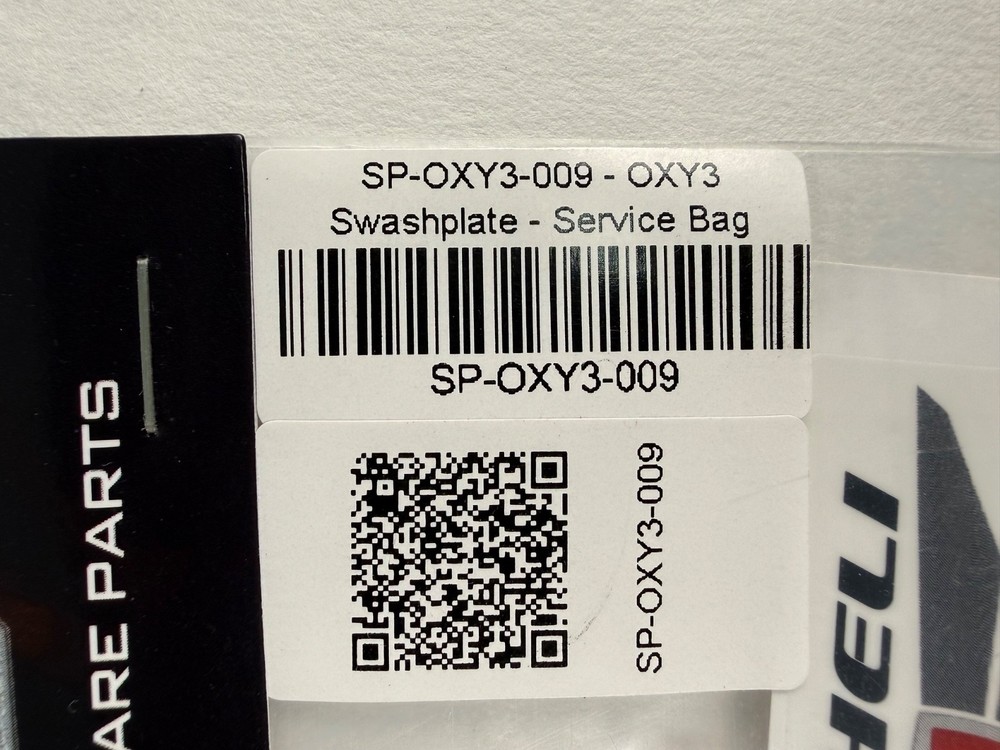 SP-OXY3-009 - OXY3
Swashplate - Service Bag
SP-OXY3-009
SP-OXY3-009
ARE PARTS
HELI